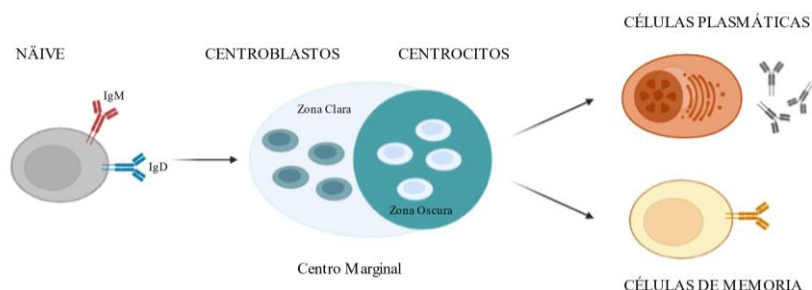 CÉLULAS PLASMÁTICAS
NÄIVE
CENTROBLASTOS
CENTROCITOS
IgM
Zona Clara
IgD
Zona Oscura
Centro Marginal
CÉLULAS DE MEMORIA